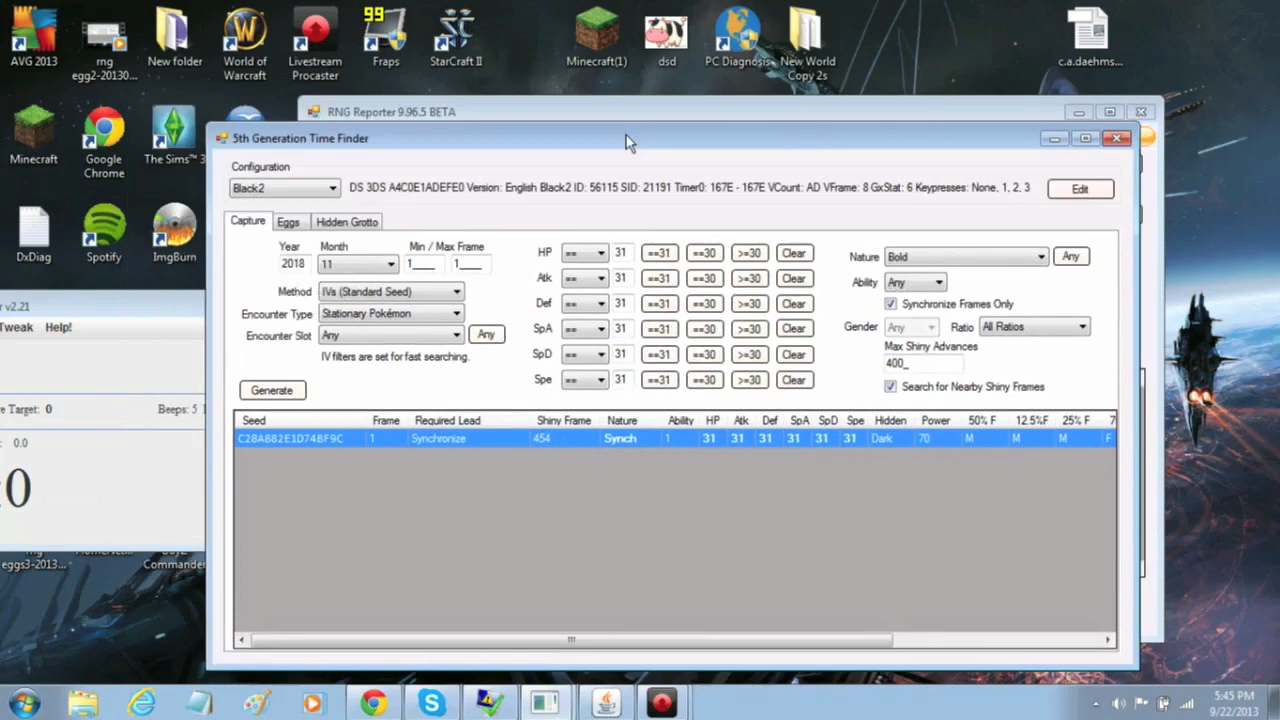 AVG 2013
rng
egg2-20130...
New folder
World of
Warcraft
Livestream
Procaster
99
Fraps
StarCraft II
Minecraft(1)
dsd
PC Diagnosis
New World
Copy 2s
c.a.daehms...
RNG Reporter 9.96.5 BETA
Minecraft
Google
Chrome
The Sims™ 3
5th Generation Time Finder
Configuration
Black2
DS 3DS A4C0E1ADEFE0 Version: English Black2 ID: 56115 SID: 21191 Timer0: 167E - 167E VCount: AD VFrame: 8 GxStat: 6 Keypresses: None, 1, 2, 3
Edit
Capture Eggs Hidden Grotto
DxDiag
Spotify
ImgBurn
Year Month Min / Max Frame
2018 11 1____ 1____
Method IVs (Standard Seed)
Encounter Type Stationary Pokémon
Encounter Slot Any Any
IV filters are set for fast searching.
Generate
HP == 31 ==31 ==30 >=30 Clear
Atk == 31 ==31 ==30 >=30 Clear
Def == 31 ==31 ==30 >=30 Clear
SpA == 31 ==31 ==30 >=30 Clear
SpD == 31 ==31 ==30 >=30 Clear
Spe == 31 ==31 ==30 >=30 Clear
Nature Bold Any
Ability Any
Synchronize Frames Only
Gender Any Ratio All Ratios
Max Shiny Advances
400_
Search for Nearby Shiny Frames
v2.21
Tweak Help!
Target: 0 Beeps: 5
0.0
Seed Frame Required Lead Shiny Frame Nature Ability HP Atk Def SpA SpD Spe Hidden Power 50% F 12.5%F 25% F 7
C28A882E1D74BF9C 1 Synchronize 454 Synch 1 31 31 31 31 31 31 Dark 70 M M M F
eggs3-2013...
Commander
5:45 PM
9/22/2013